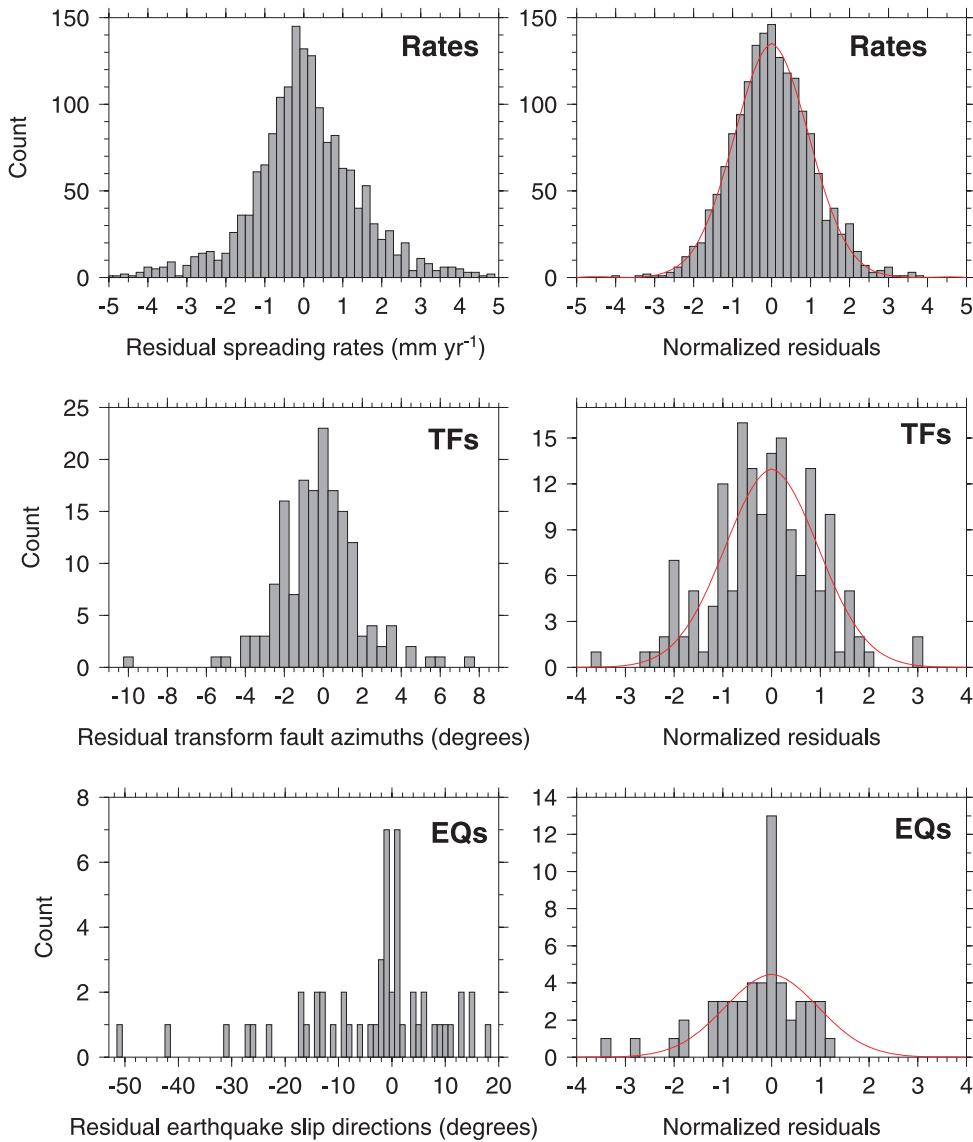 150
100
50
0
Count
Rates
-5 -4 -3 -2 -1 0 1 2 3 4 5
Residual spreading rates (mm yr-1)
150
100
50
0
Rates
-5 -4 -3 -2 -1 0 1 2 3 4 5
Normalized residuals
25
20
15
10
5
0
Count
TFs
-10 -8 -6 -4 -2 0 2 4 6 8
Residual transform fault azimuths (degrees)
15
12
9
6
3
0
TFs
-4 -3 -2 -1 0 1 2 3 4
Normalized residuals
8
6
4
2
0
Count
EQs
-50 -40 -30 -20 -10 0 10 20
Residual earthquake slip directions (degrees)
14
12
10
8
6
4
2
0
EQs
-4 -3 -2 -1 0 1 2 3 4
Normalized residuals